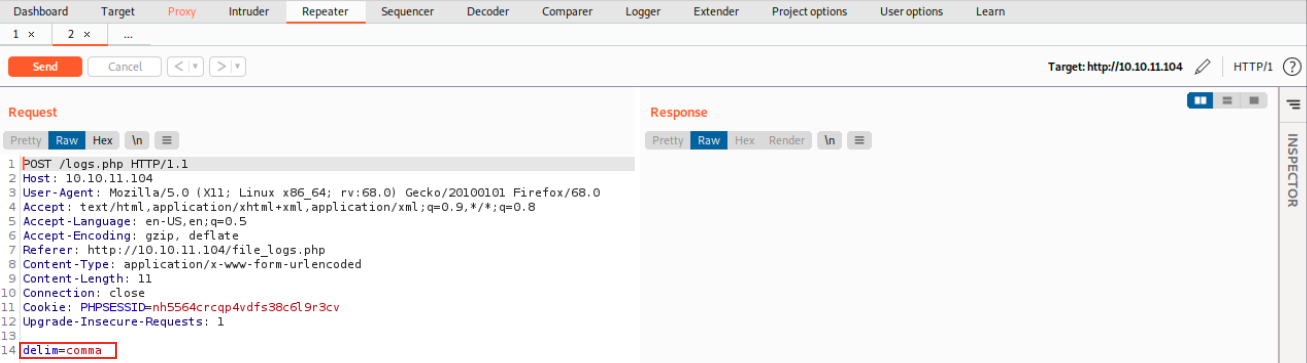 Dashboard Target Proxy Intruder Repeater Sequencer Decoder Comparer Logger Extender Project options User options Learn
1 × 2 × ...
Send Cancel < > Target: http://10.10.11.104 HTTP/1 ?
Request Response
Pretty Raw Hex \n Pretty Raw Hex Render \n
INSPECTOR
1 POST /logs.php HTTP/1.1
2 Host: 10.10.11.104
3 User-Agent: Mozilla/5.0 (X11; Linux x86_64; rv:68.0) Gecko/20100101 Firefox/68.0
4 Accept: text/html,application/xhtml+xml,application/xml;q=0.9,*/*;q=0.8
5 Accept-Language: en-US,en;q=0.5
6 Accept-Encoding: gzip, deflate
7 Referer: http://10.10.11.104/file_logs.php
8 Content-Type: application/x-www-form-urlencoded
9 Content-Length: 11
10 Connection: close
11 Cookie: PHPSESSID=nh5564crcqp4vdfs38c6l9r3cv
12 Upgrade-Insecure-Requests: 1
13
14 delim=comma